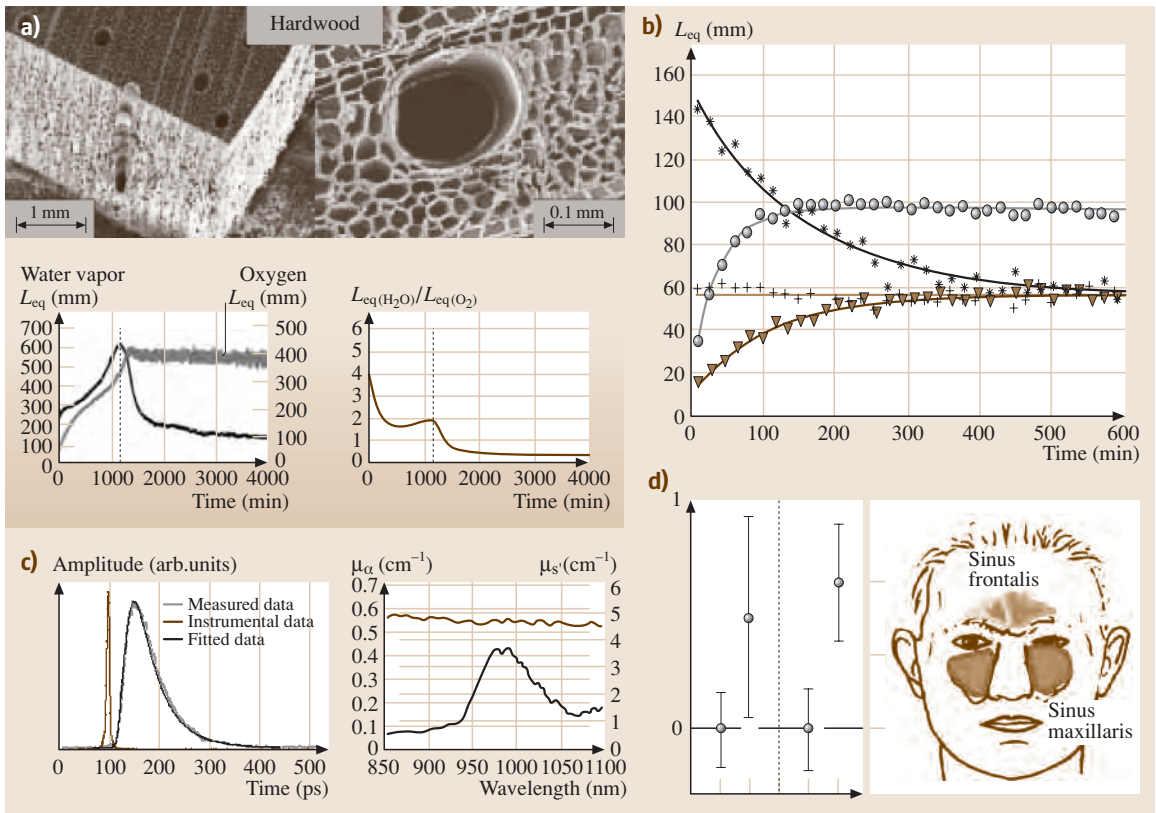 a)
Hardwood
1 mm
0.1 mm
Water vapor
L_eq (mm)
Oxygen
L_eq (mm)
700
600
500
400
300
200
100
0
500
400
300
200
100
0
0 1000 2000 3000 4000
Time (min)
L_eq(H₂O)/L_eq(O₂)
6
5
4
3
2
1
0
0 1000 2000 3000 4000
Time (min)
b)
L_eq (mm)
160
140
120
100
80
60
40
20
0
0 100 200 300 400 500 600
Time (min)
c)
Amplitude (arb.units)
Measured data
Instrumental data
Fitted data
0 100 200 300 400 500
Time (ps)
μα (cm⁻¹)
μs'(cm⁻¹)
0.7
0.6
0.5
0.4
0.3
0.2
0.1
0
6
5
4
3
2
1
0
850 900 950 1000 1050 1100
Wavelength (nm)
d)
1
0
Sinus
frontalis
Sinus
maxillaris